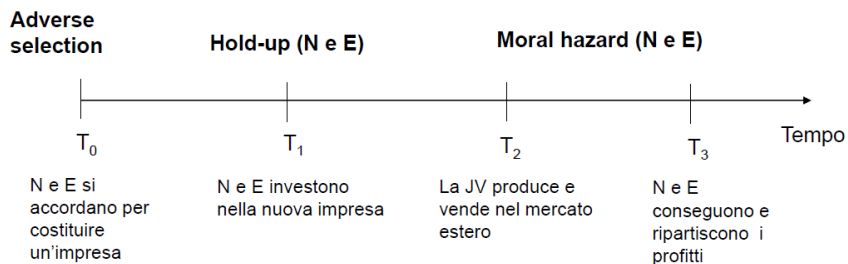 Adverse
selection
Hold-up (N e E)
Moral hazard (N e E)
T0
T1
T2
T3
Tempo
N e E si
accordano per
costituire
un'impresa
N e E investono
nella nuova impresa
La JV produce e
vende nel mercato
estero
N e E
conseguono e
ripartiscono i
profitti